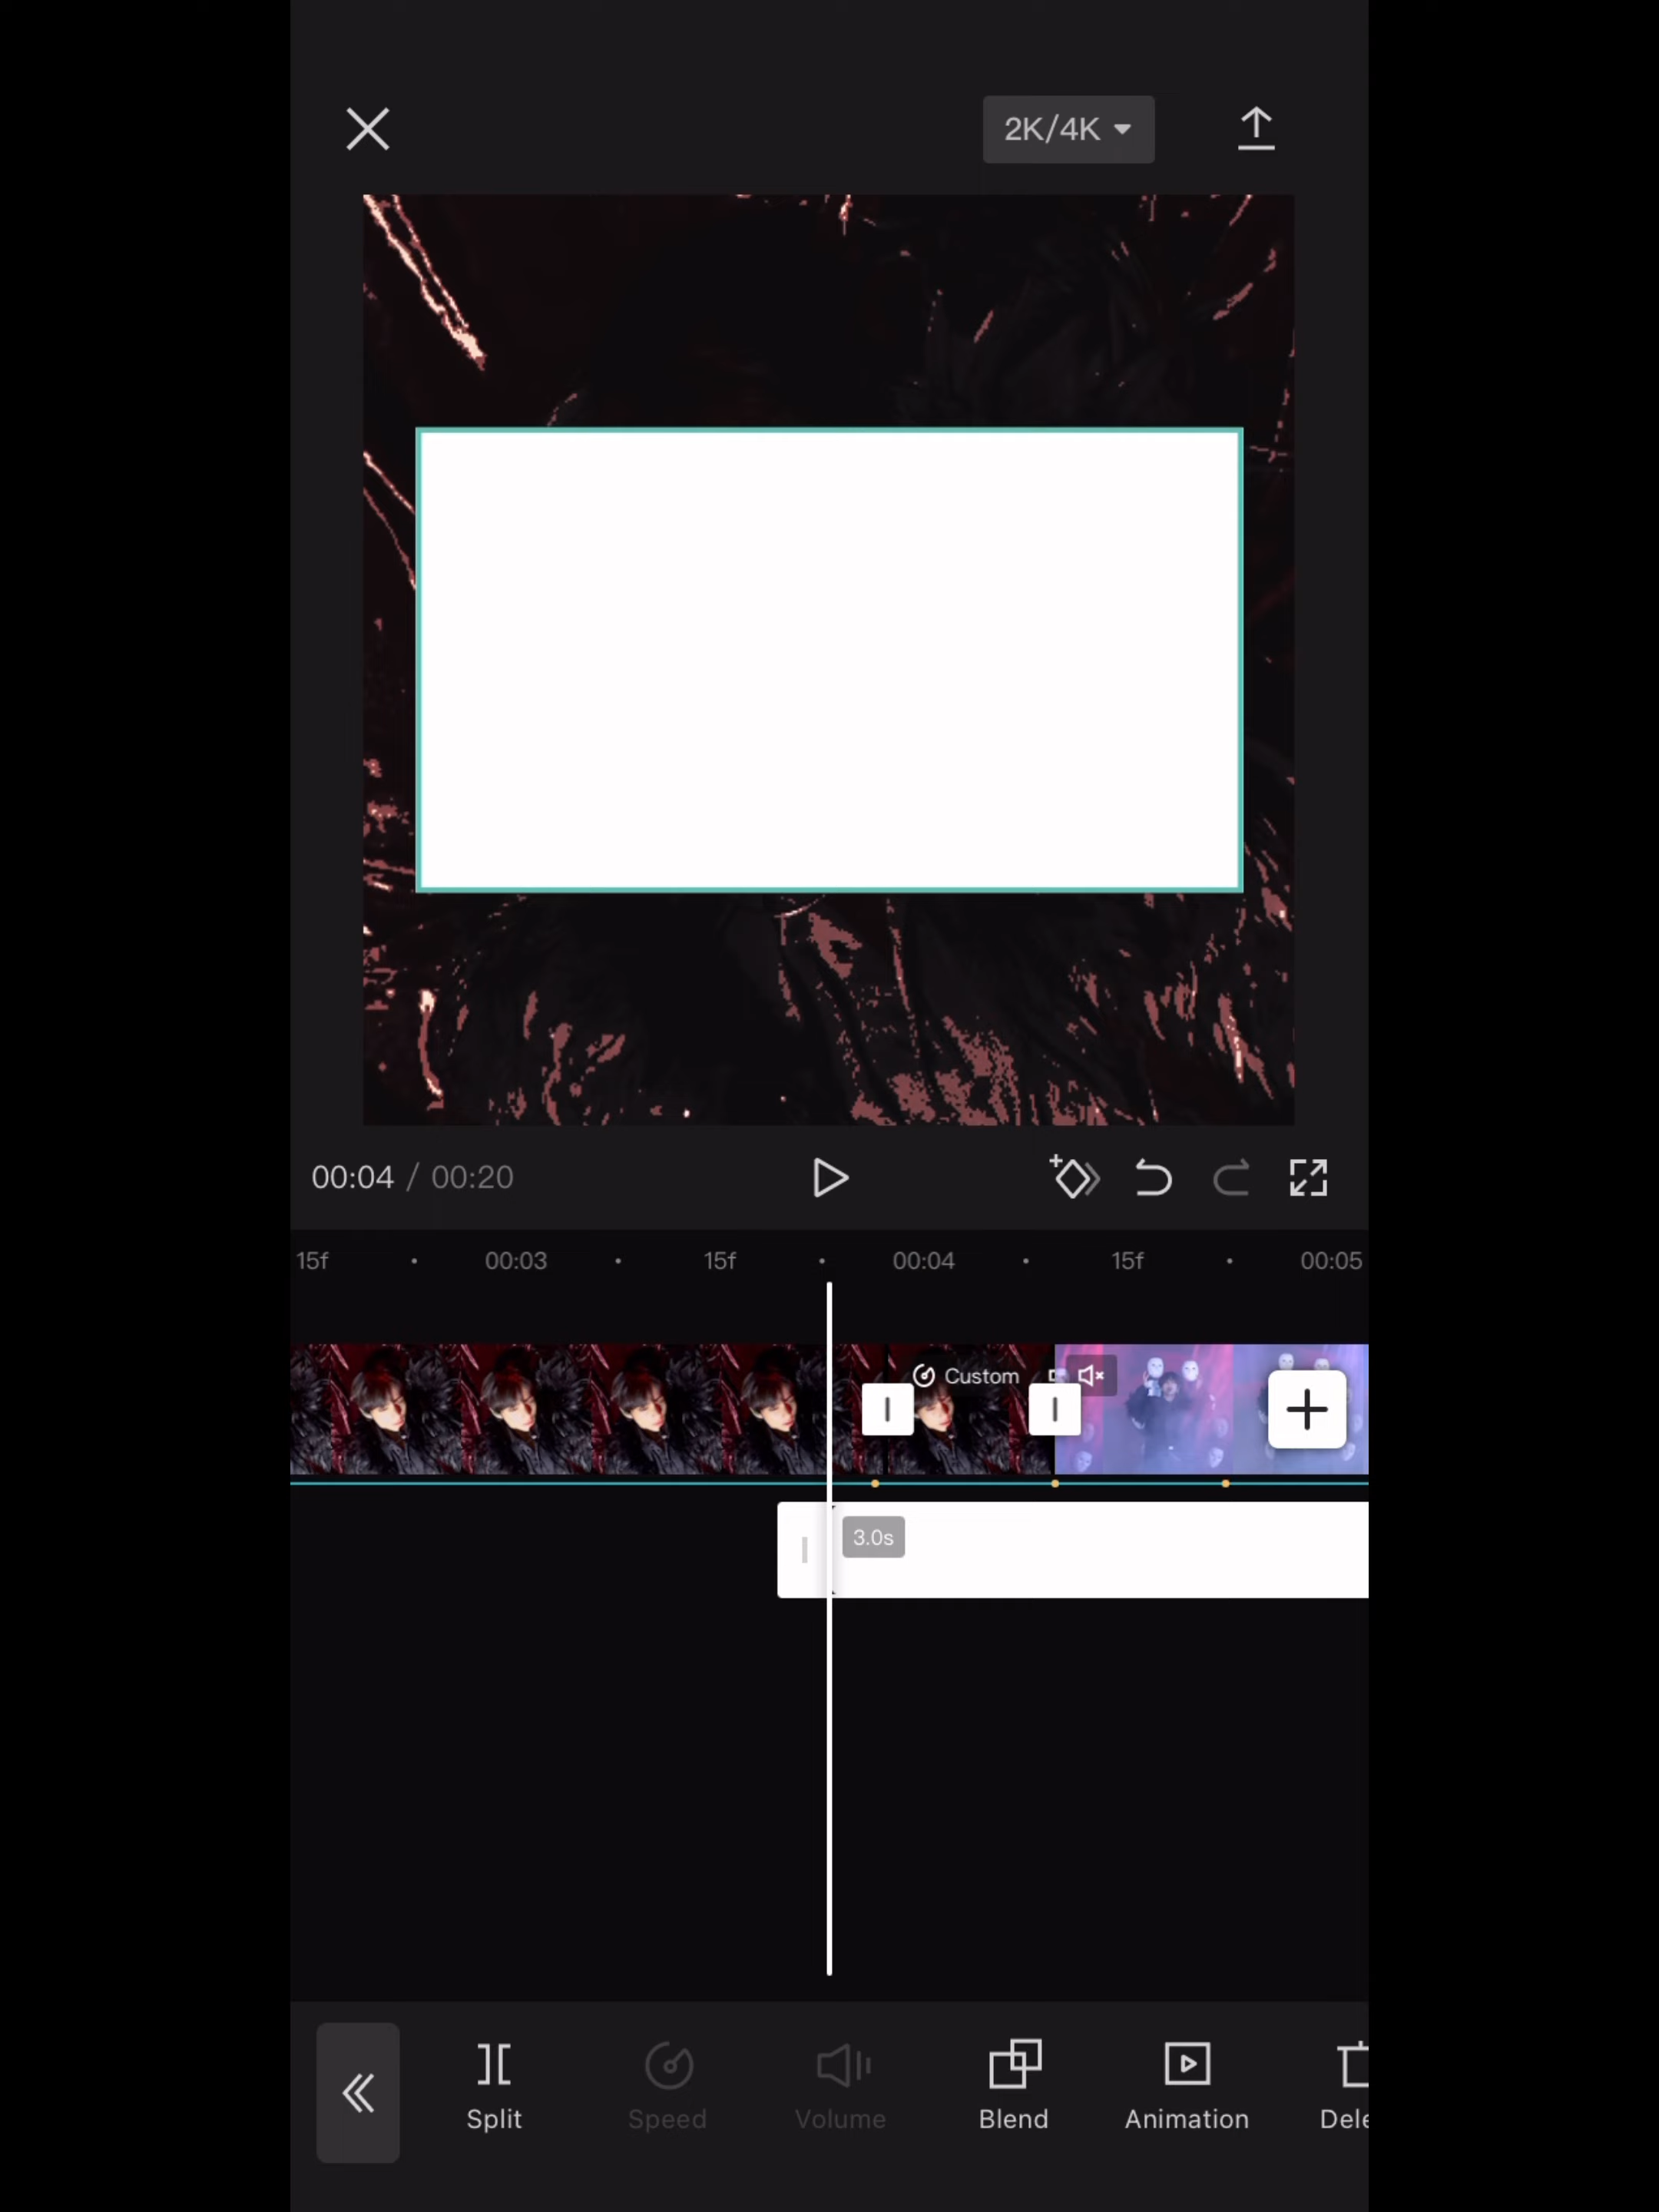 2K/4K
00:04 / 00:20
15f 00:03 15f 00:04 15f 00:05
Custom
3.0s
Split Speed Volume Blend Animation Dele